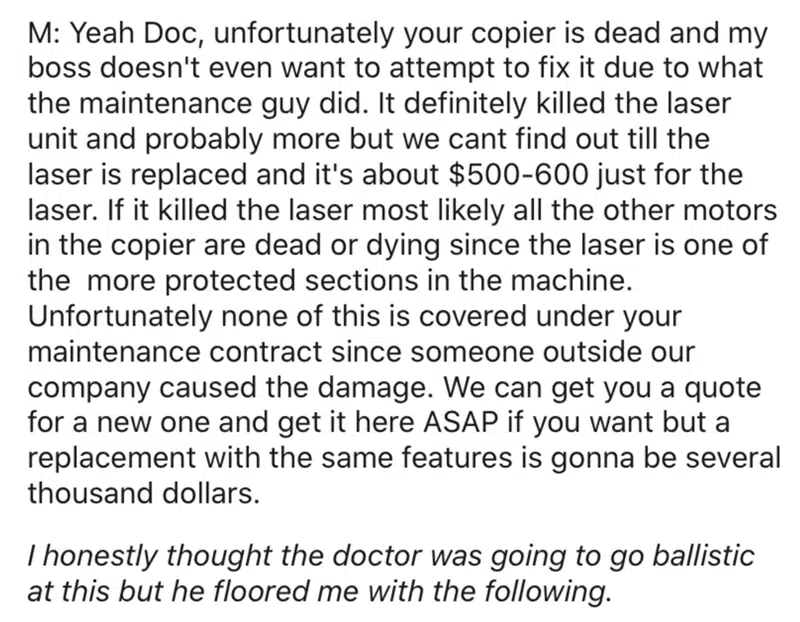 M: Yeah Doc, unfortunately your copier is dead and my
boss doesn't even want to attempt to fix it due to what
the maintenance guy did. It definitely killed the laser
unit and probably more but we cant find out till the
laser is replaced and it's about $500-600 just for the
laser. If it killed the laser most likely all the other motors
in the copier are dead or dying since the laser is one of
the  more protected sections in the machine.
Unfortunately none of this is covered under your
maintenance contract since someone outside our
company caused the damage. We can get you a quote
for a new one and get it here ASAP if you want but a
replacement with the same features is gonna be several
thousand dollars.
I honestly thought the doctor was going to go ballistic
at this but he floored me with the following.